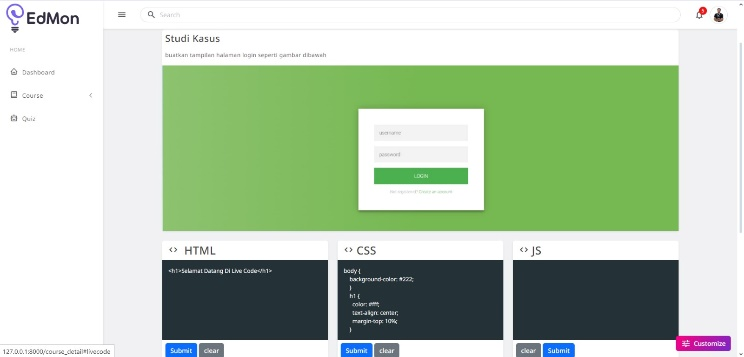 EdMon
Search
5
HOME
Dashboard
Course
Quiz
Studi Kasus
buatkan tampilan halaman login seperti gambar dibawah
username
password
LOGIN
Not registered? Create an account
HTML
CSS
JS
<h1>Selamat Datang Di Live Code</h1>
body {
background-color: #222;
}
h1 {
color: #fff;
text-align: center;
margin-top: 10%;
}
Submit clear
Submit clear
clear Submit
Customize
127.0.0.1:8000/course_detail#livecode